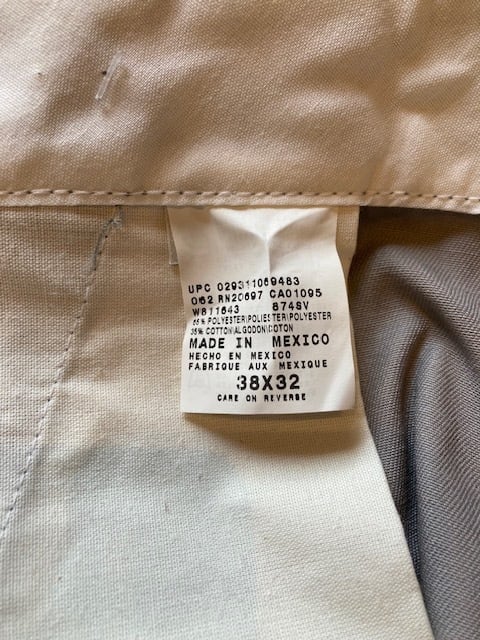 UPC 029311069483
062 RN20697 CA01095
W811643 874SV
65% POLYESTER|POLIESTER|POLYESTER
35% COTTON|ALGODON|COTON
MADE IN MEXICO
HECHO EN MEXICO
FABRIQUE AUX MEXIQUE
38X32
CARE ON REVERSE